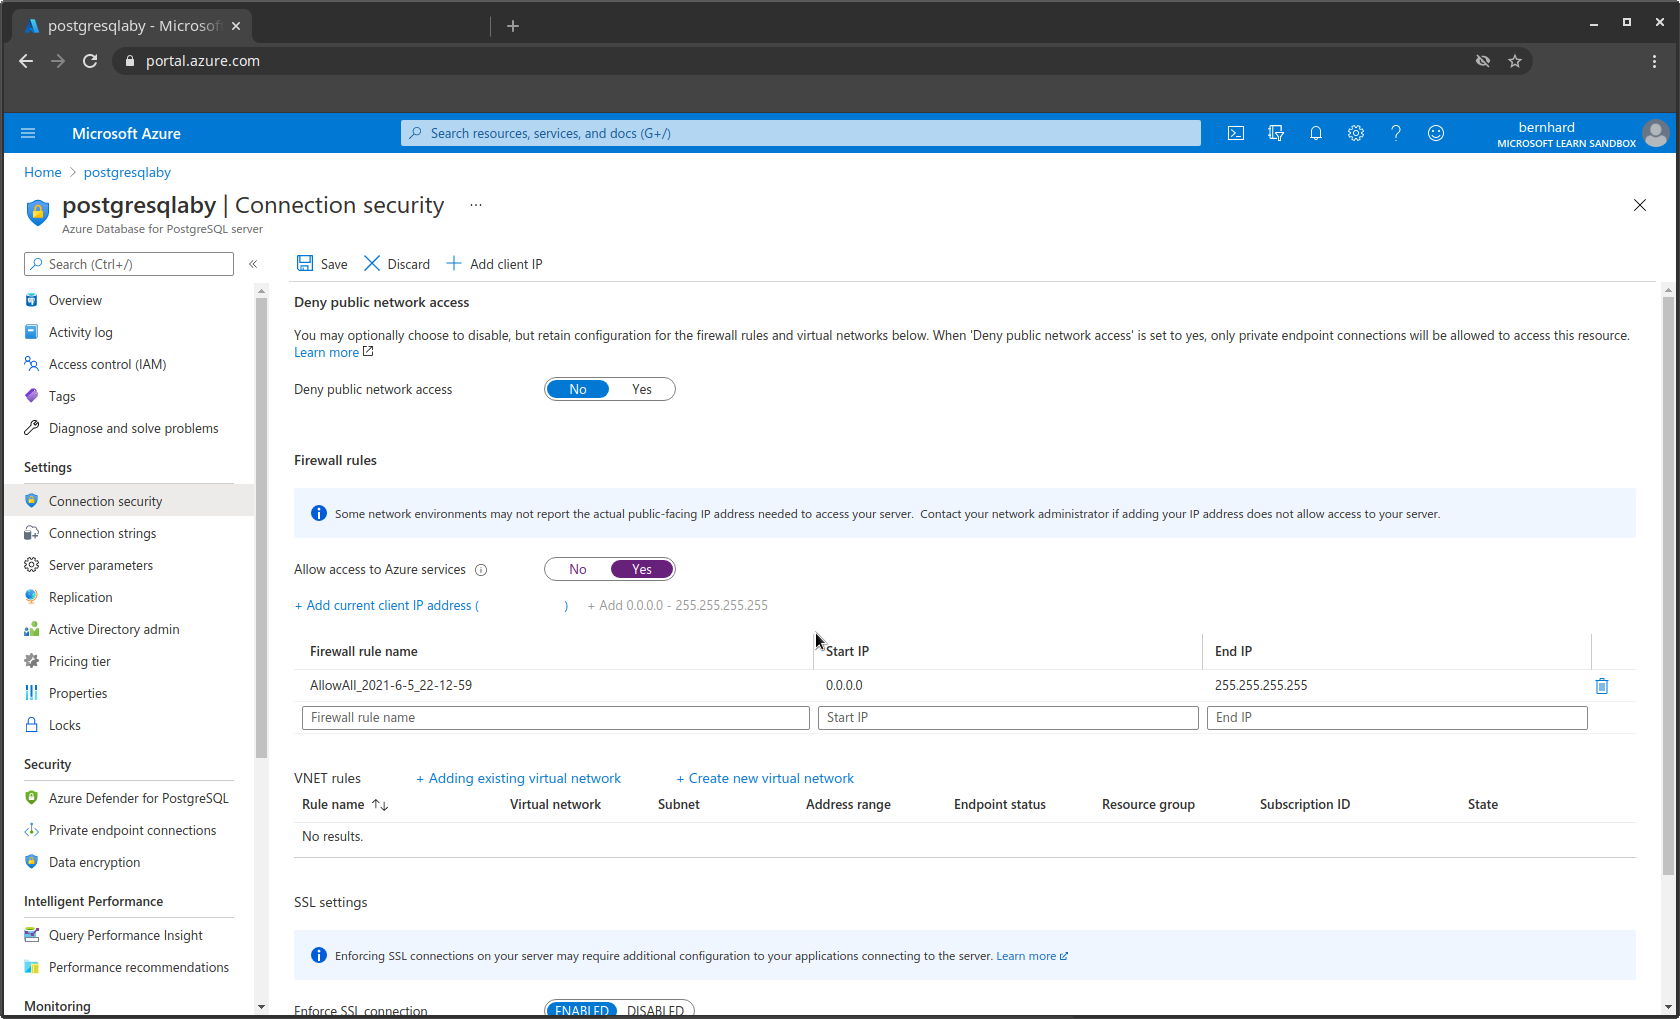 postgresqlaby - Microsof
portal.azure.com
Microsoft Azure
Search resources, services, and docs (G+/)
bernhard
MICROSOFT LEARN SANDBOX
Home > postgresqlaby
postgresqlaby | Connection security ...
Azure Database for PostgreSQL server
Search (Ctrl+/)
«
Overview
Activity log
Access control (IAM)
Tags
Diagnose and solve problems
Settings
Connection security
Connection strings
Server parameters
Replication
Active Directory admin
Pricing tier
Properties
Locks
Security
Azure Defender for PostgreSQL
Private endpoint connections
Data encryption
Intelligent Performance
Query Performance Insight
Performance recommendations
Monitoring
Save Discard Add client IP
Deny public network access
You may optionally choose to disable, but retain configuration for the firewall rules and virtual networks below. When 'Deny public network access' is set to yes, only private endpoint connections will be allowed to access this resource.
Learn more
Deny public network access No Yes
Firewall rules
Some network environments may not report the actual public-facing IP address needed to access your server. Contact your network administrator if adding your IP address does not allow access to your server.
Allow access to Azure services No Yes
+ Add current client IP address ( ) + Add 0.0.0.0 - 255.255.255.255
Firewall rule name Start IP End IP
AllowAll_2021-6-5_22-12-59 0.0.0.0 255.255.255.255
Firewall rule name Start IP End IP
VNET rules + Adding existing virtual network + Create new virtual network
Rule name Virtual network Subnet Address range Endpoint status Resource group Subscription ID State
No results.
SSL settings
Enforcing SSL connections on your server may require additional configuration to your applications connecting to the server. Learn more
Enforce SSL connection ENABLED DISABLED